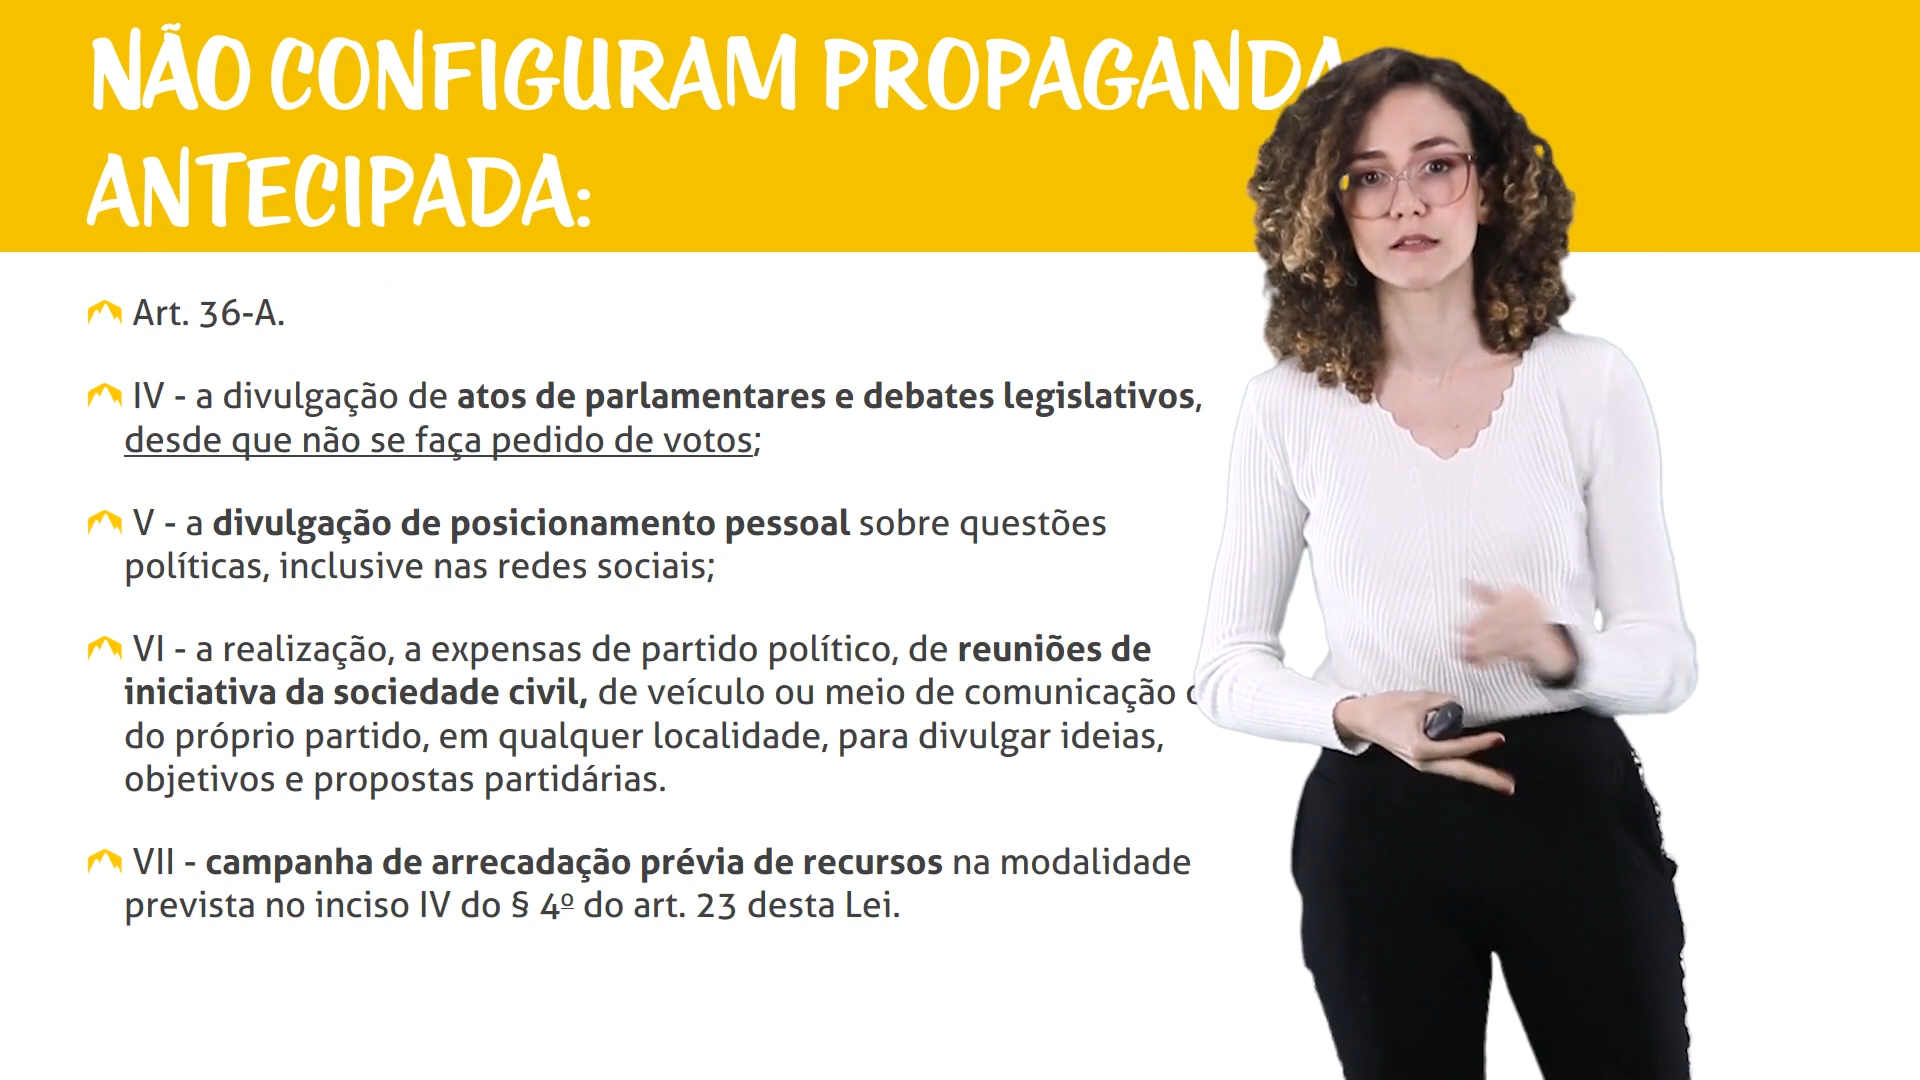 NÃO CONFIGURAM PROPAGANDA
ANTECIPADA:
Art. 36-A.
IV - a divulgação de atos de parlamentares e debates legislativos,
desde que não se faça pedido de votos;
V - a divulgação de posicionamento pessoal sobre questões
políticas, inclusive nas redes sociais;
VI - a realização, a expensas de partido político, de reuniões de
iniciativa da sociedade civil, de veículo ou meio de comunicação
do próprio partido, em qualquer localidade, para divulgar ideias,
objetivos e propostas partidárias.
VII - campanha de arrecadação prévia de recursos na modalidade
prevista no inciso IV do § 4º do art. 23 desta Lei.